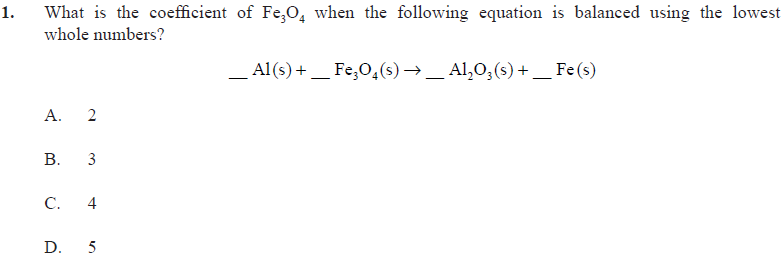 1. What is the coefficient of Fe₃O₄ when the following equation is balanced using the lowest
whole numbers?
__ Al(s) + __ Fe₃O₄(s) → __ Al₂O₃(s) + __ Fe(s)
A. 2
B. 3
C. 4
D. 5